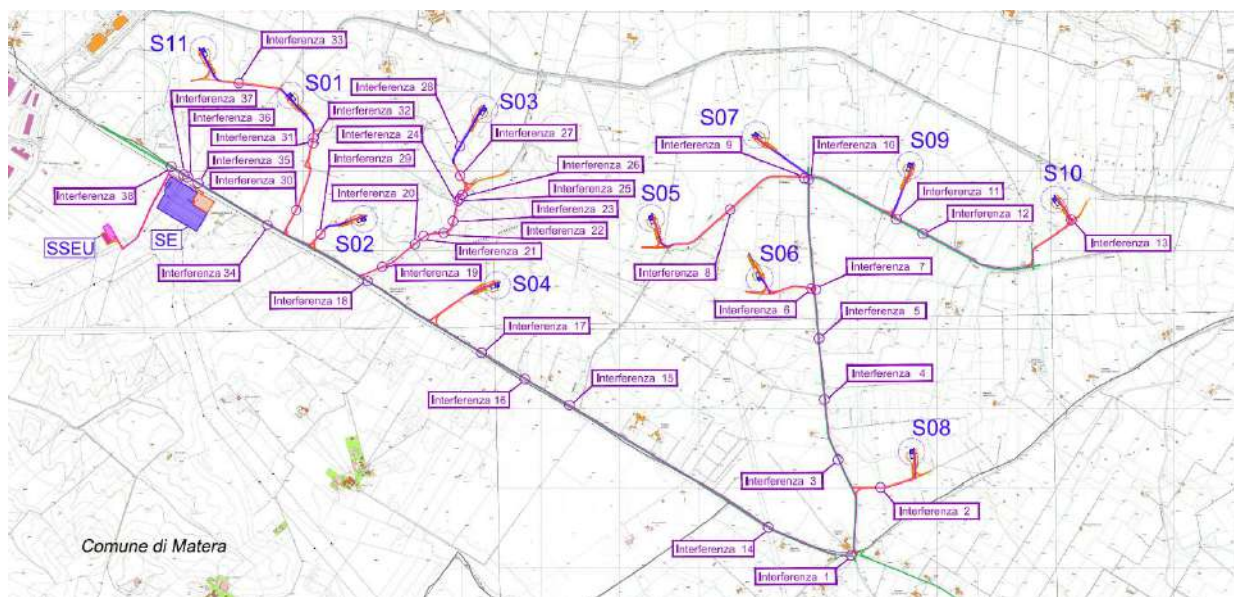 S11
Interferenza 33
S01
Interferenza 28
S03
Interferenza 37
Interferenza 32
Interferenza 36
Interferenza 24
Interferenza 27
S07
Interferenza 31
Interferenza 9
Interferenza 10
S09
Interferenza 29
Interferenza 26
Interferenza 35
Interferenza 25
S10
Interferenza 30
Interferenza 20
Interferenza 11
Interferenza 38
S05
Interferenza 23
Interferenza 12
Interferenza 22
SE
S02
Interferenza 13
SSEU
Interferenza 21
S06
Interferenza 34
Interferenza 19
Interferenza 8
Interferenza 7
S04
Interferenza 18
Interferenza 6
Interferenza 5
Interferenza 17
Interferenza 15
Interferenza 4
Interferenza 16
S08
Interferenza 3
Interferenza 2
Comune di Matera
Interferenza 14
Interferenza 1